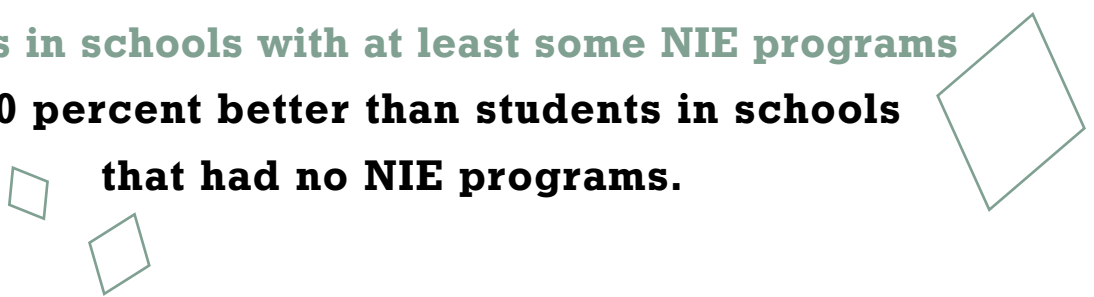 in schools with at least some NIE programs
percent better than students in schools
that had no NIE programs.